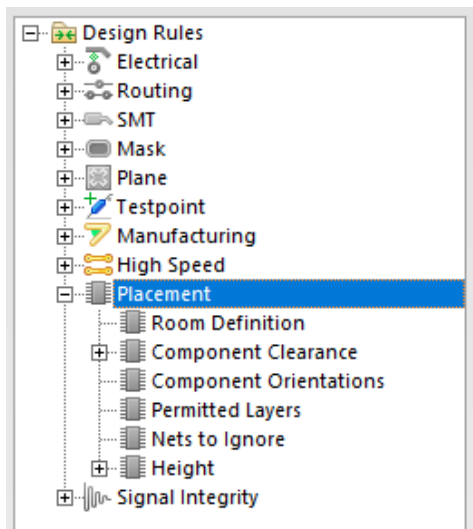 Design Rules
Electrical
Routing
SMT
Mask
Plane
Testpoint
Manufacturing
High Speed
Placement
Room Definition
Component Clearance
Component Orientations
Permitted Layers
Nets to Ignore
Height
Signal Integrity